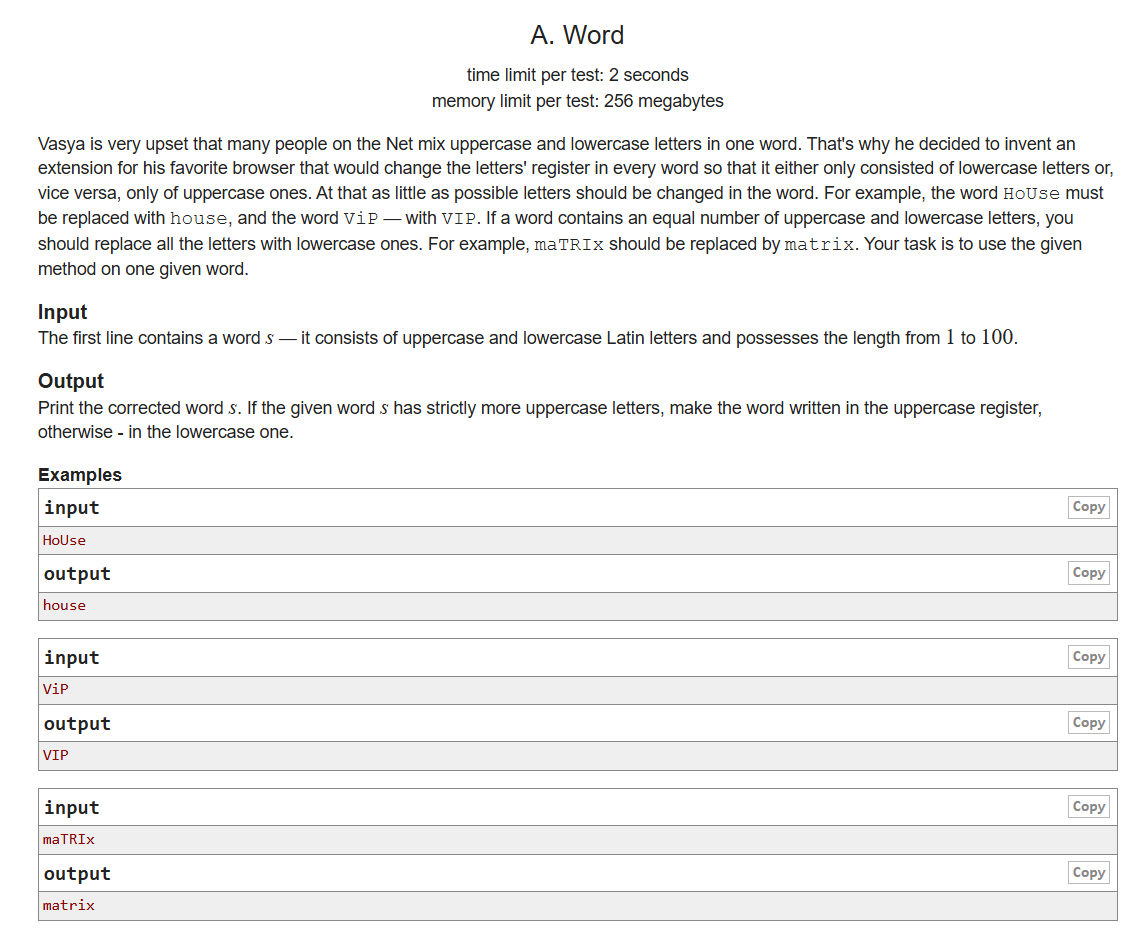 A. Word
time limit per test: 2 seconds
memory limit per test: 256 megabytes
Vasya is very upset that many people on the Net mix uppercase and lowercase letters in one word. That's why he decided to invent an
extension for his favorite browser that would change the letters' register in every word so that it either only consisted of lowercase letters or,
vice versa, only of uppercase ones. At that as little as possible letters should be changed in the word. For example, the word HoUse must
be replaced with house, and the word ViP — with VIP. If a word contains an equal number of uppercase and lowercase letters, you
should replace all the letters with lowercase ones. For example, maTRIx should be replaced by matrix. Your task is to use the given
method on one given word.
Input
The first line contains a word s — it consists of uppercase and lowercase Latin letters and possesses the length from 1 to 100.
Output
Print the corrected word s. If the given word s has strictly more uppercase letters, make the word written in the uppercase register,
otherwise - in the lowercase one.
Examples
input Copy
HoUse
output Copy
house
input Copy
ViP
output Copy
VIP
input Copy
maTRIx
output Copy
matrix